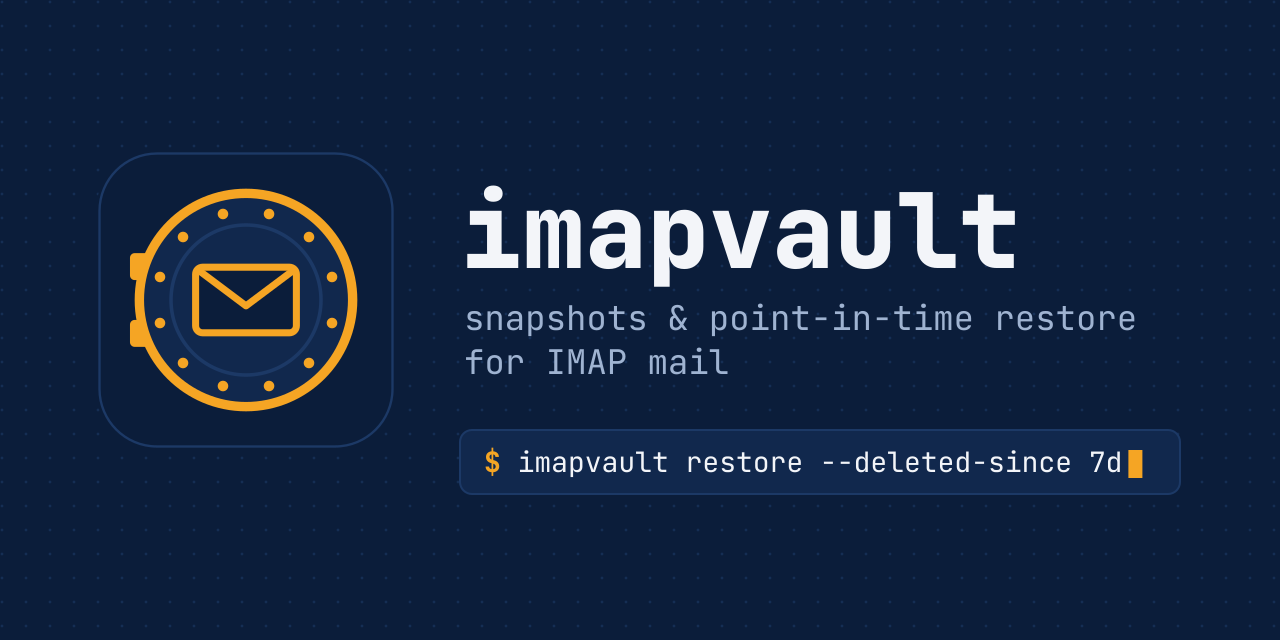 imapvault
snapshots & point-in-time restore
for IMAP mail
$ imapvault restore --deleted-since 7d